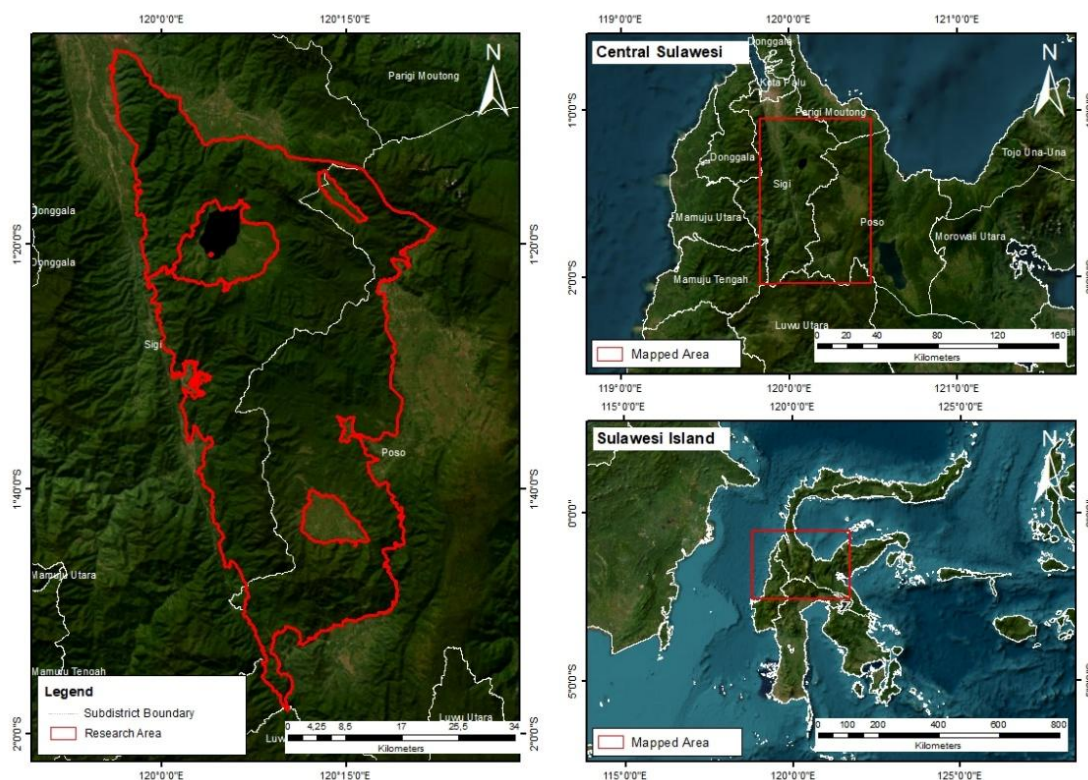 120°0'0"E 120°15'0"E
N
Parigi Moutong
Donggala
1°20'0"S 1°20'0"S
Donggala
Sigi
Poso
1°40'0"S 1°40'0"S
Mamuju Utara
Mamuju Tengah
Legend
Subdistrict Boundary
Research Area
Luwu Utara
0 4,25 8,5 17 25,5 34
Kilometers
2°0'0"S 2°0'0"S
120°0'0"E 120°15'0"E
119°0'0"E 120°0'0"E 121°0'0"E
Central Sulawesi
N
Donggala
Kota Palu
1°0'0"S
Parigi Moutong
Tojo Una-Una
Donggala
Sigi
Mamuju Utara
Poso
Morowali Utara
2°0'0"S
Mamuju Tengah
Luwu Utara
0 10 20 40 80 120 160
Kilometers
Mapped Area
119°0'0"E 120°0'0"E 121°0'0"E
115°0'0"E 120°0'0"E 125°0'0"E
Sulawesi Island
N
0°0'0"
5°0'0"S
0 100 200 400 600 800
Kilometers
Mapped Area
115°0'0"E 120°0'0"E 125°0'0"E